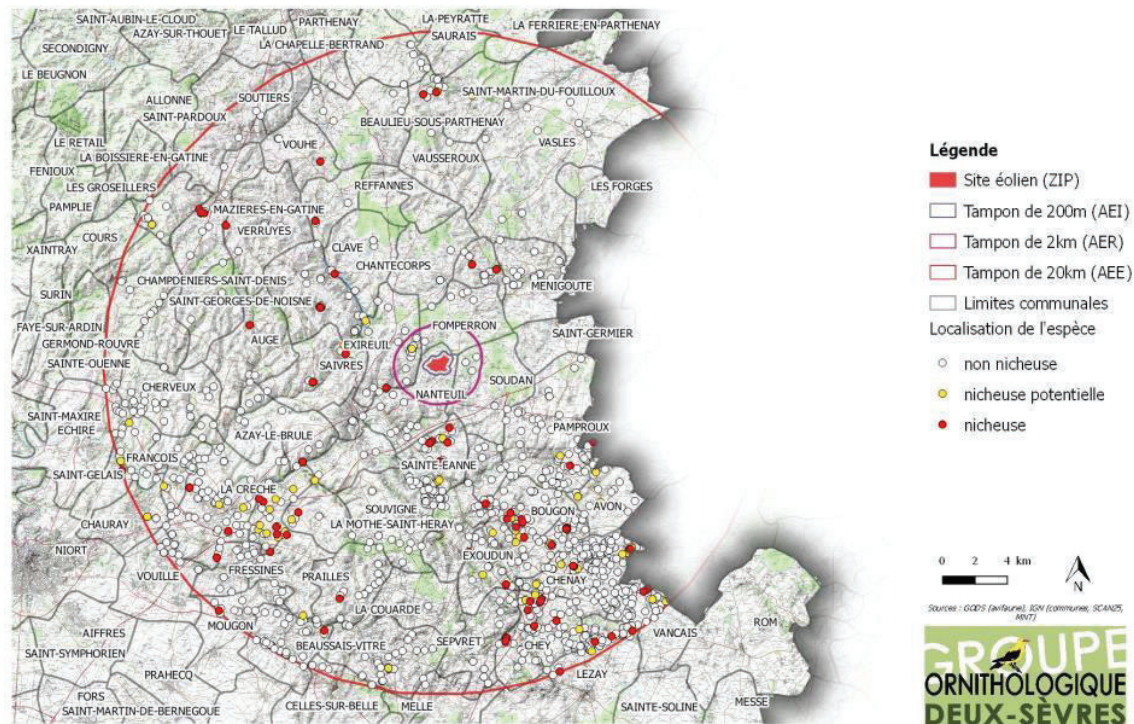 SAINT-AUBIN-LE-CLOUD
PARTHENAY
LA PEYRATTE
LA FERRIERE-EN-PARTHENAY
AZAY-SUR-THOUET
LE TALLUD
SAURAIS
SECONDIGNY
LA CHAPELLE-BERTRAND
LE BEUGNON
ALLONNE
SOUTIERS
SAINT-MARTIN-DU-FOUILLOUX
SAINT-PARDOUX
BEAULIEU-SOUS-PARTHENAY
LE RETAIL
VOUHE
VASLES
LA BOISSIERE-EN-GATINE
VAUSSEROUX
FENIOUX
LES GROSEILLERS
REFFANNES
LES FORGES
PAMPLIE
MAZIERES-EN-GATINE
COURS
VERRUYES
XAINTRAY
CLAVE
CHANTECORPS
CHAMPDENIERS-SAINT-DENIS
MENIGOUTE
SURIN
SAINT-GEORGES-DE-NOISNE
FAYE-SUR-ARDIN
FOMPERRON
SAINT-GERMIER
GERMOND-ROUVRE
AUGE
EXIREUIL
SAINTE-OUENNE
SAIVRES
SOUDAN
CHERVEUX
NANTEUIL
SAINT-MAXIRE
ECHIRE
AZAY-LE-BRULE
PAMPROUX
FRANCOIS
SAINTE-EANNE
SAINT-GELAIS
LA CRECHE
SOUVIGNE
BOUGON
AVON
CHAURAY
LA MOTHE-SAINT-HERAY
NIORT
EXOUDUN
VOUILLE
FRESSINES
PRAILLES
CHENAY
LA COUARDE
MOUGON
ROM
AIFFRES
BEAUSSAIS-VITRE
SEPVRET
CHEY
VANCAIS
SAINT-SYMPHORIEN
PRAHECQ
LEZAY
FORS
CELLES-SUR-BELLE
MELLE
SAINTE-SOLINE
MESSE
SAINT-MARTIN-DE-BERNEGOUE
Légende
Site éolien (ZIP)
Tampon de 200m (AEI)
Tampon de 2km (AER)
Tampon de 20km (AEE)
Limites communales
Localisation de l'espèce
non nicheuse
nicheuse potentielle
nicheuse
0 2 4 km
N
Sources : GODS (avifaune), IGN (communes, SCAN25,
MNT)
GROUPE
ORNITHOLOGIQUE
DEUX-SÈVRES